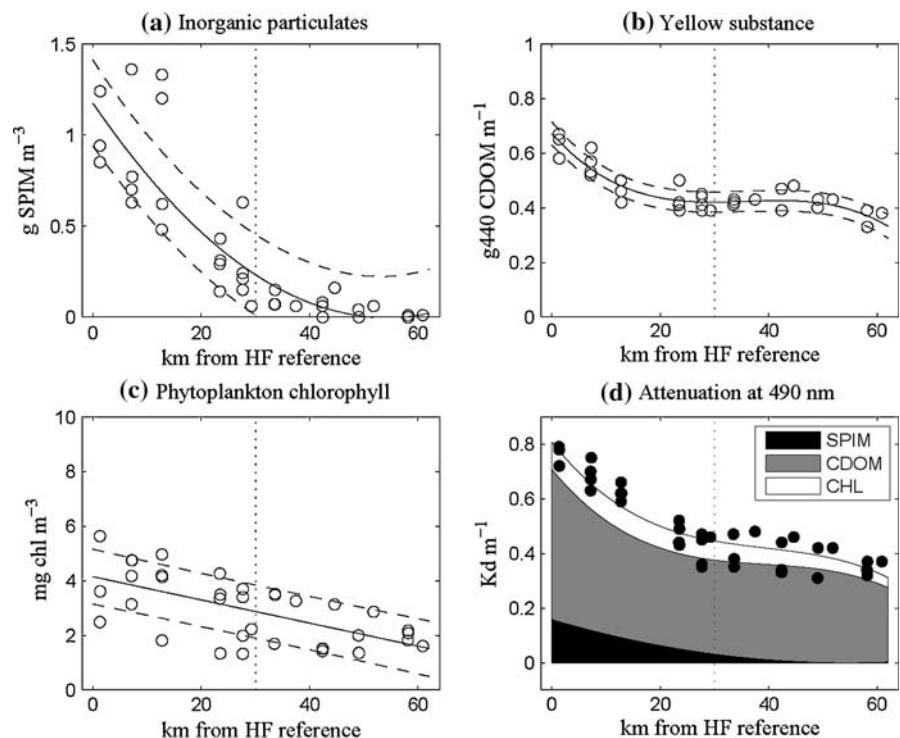 (a) Inorganic particulates
g SPIM m⁻³
1.5
1
0.5
0
0 20 40 60
km from HF reference
(b) Yellow substance
g440 CDOM m⁻¹
1
0.8
0.6
0.4
0.2
0
0 20 40 60
km from HF reference
(c) Phytoplankton chlorophyll
mg chl m⁻³
10
8
6
4
2
0
0 20 40 60
km from HF reference
(d) Attenuation at 490 nm
Kd m⁻¹
0.8
0.6
0.4
0.2
0
SPIM
CDOM
CHL
0 20 40 60
km from HF reference